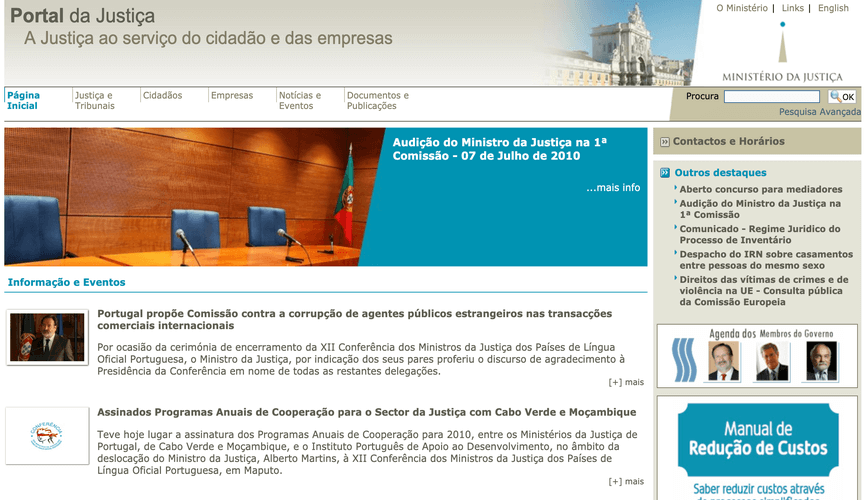 Portal da Justiça
A Justiça ao serviço do cidadão e das empresas
O Ministério | Links | English
MINISTÉRIO DA JUSTIÇA
Página
Inicial
Justiça e
Tribunais
Cidadãos
Empresas
Notícias e
Eventos
Documentos e
Publicações
Procura
OK
Pesquisa Avançada
Audição do Ministro da Justiça na 1ª
Comissão - 07 de Julho de 2010
...mais info
Informação e Eventos
Portugal propõe Comissão contra a corrupção de agentes públicos estrangeiros nas transacções
comerciais internacionais
Por ocasião da cerimónia de encerramento da XII Conferência dos Ministros da Justiça dos Países de Língua
Oficial Portuguesa, o Ministro da Justiça, por indicação dos seus pares proferiu o discurso de agradecimento à
Presidência da Conferência em nome de todas as restantes delegações.
[+] mais
CONFERÊNCIA
Assinados Programas Anuais de Cooperação para o Sector da Justiça com Cabo Verde e Moçambique
Teve hoje lugar a assinatura dos Programas Anuais de Cooperação para 2010, entre os Ministérios da Justiça de
Portugal, de Cabo Verde e Moçambique, e o Instituto Português de Apoio ao Desenvolvimento, no âmbito da
deslocação do Ministro da Justiça, Alberto Martins, à XII Conferência dos Ministros da Justiça dos Países de
Língua Oficial Portuguesa, em Maputo.
[+] mais
Contactos e Horários
Outros destaques
Aberto concurso para mediadores
Audição do Ministro da Justiça na
1ª Comissão
Comunicado - Regime Juridico do
Processo de Inventário
Despacho do IRN sobre casamentos
entre pessoas do mesmo sexo
Direitos das vítimas de crimes e de
violência na UE - Consulta pública
da Comissão Europeia
Agenda dos Membros do Governo
Manual de
Redução de Custos
Saber reduzir custos através